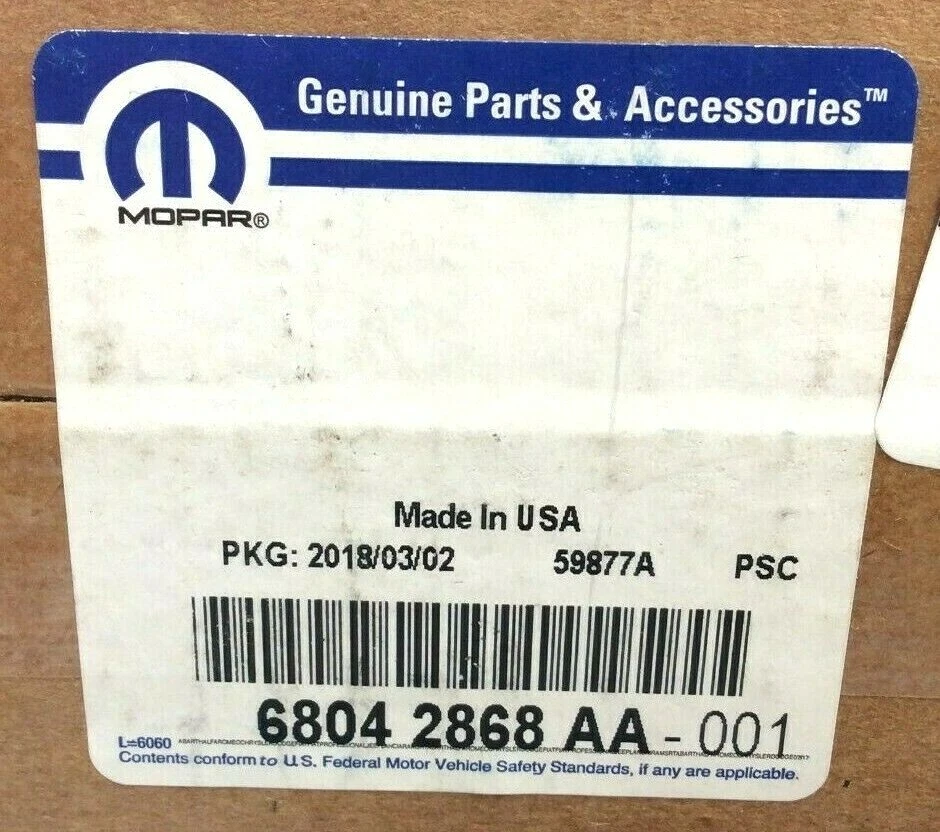 Genuine Parts & Accessories™
MOPAR®
Made In USA
PKG: 2018/03/02 59877A PSC
6804 2868 AA - 001
L=6060
Contents conform to U.S. Federal Motor Vehicle Safety Standards, if any are applicable.